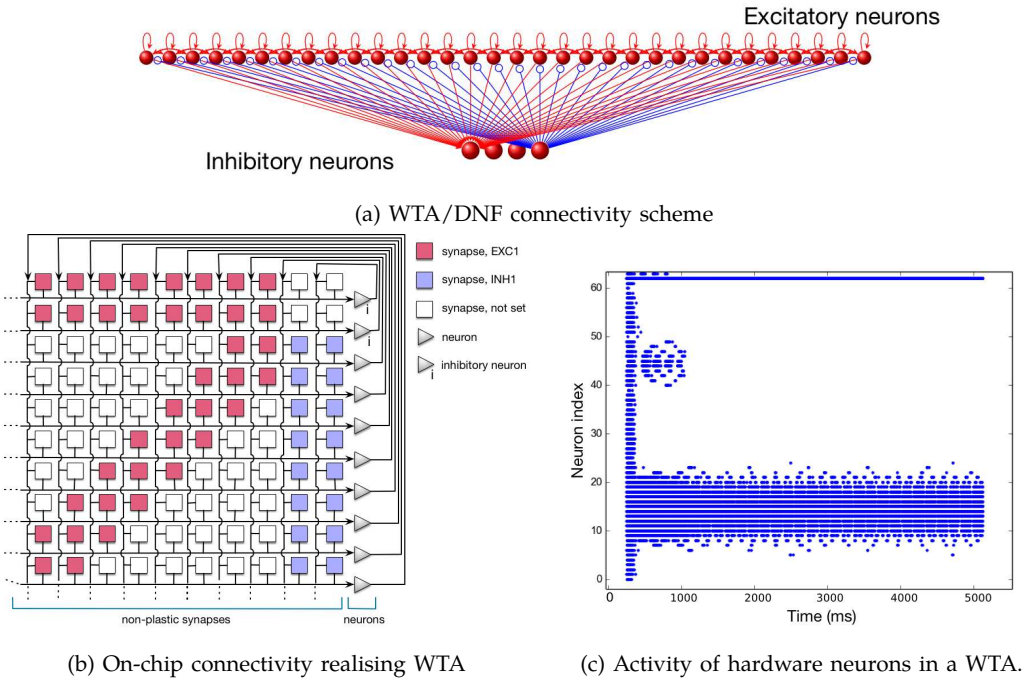 Excitatory neurons
Inhibitory neurons
(a) WTA/DNF connectivity scheme
synapse, EXC1
synapse, INH1
synapse, not set
neuron
inhibitory neuron
i
i
i
non-plastic synapses
neurons
(b) On-chip connectivity realising WTA
60
50
40
30
20
10
0
Neuron index
0
1000
2000
3000
4000
5000
Time (ms)
(c) Activity of hardware neurons in a WTA.